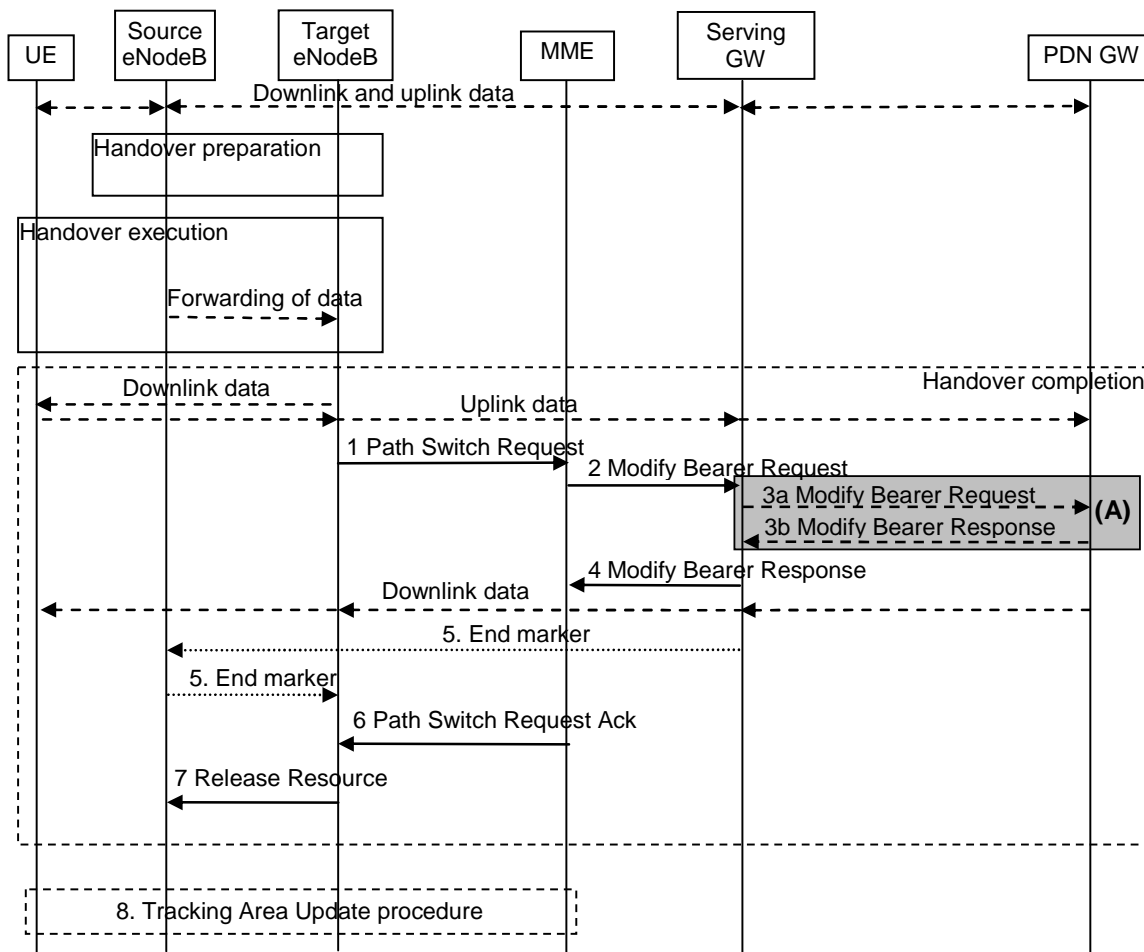 UE
Source
eNodeB
Target
eNodeB
MME
Serving
GW
PDN GW
Downlink and uplink data
Handover preparation
Handover execution
Forwarding of data
Handover completion
Downlink data
Uplink data
1 Path Switch Request
2 Modify Bearer Request
3a Modify Bearer Request
(A)
3b Modify Bearer Response
4 Modify Bearer Response
Downlink data
5. End marker
5. End marker
6 Path Switch Request Ack
7 Release Resource
8. Tracking Area Update procedure